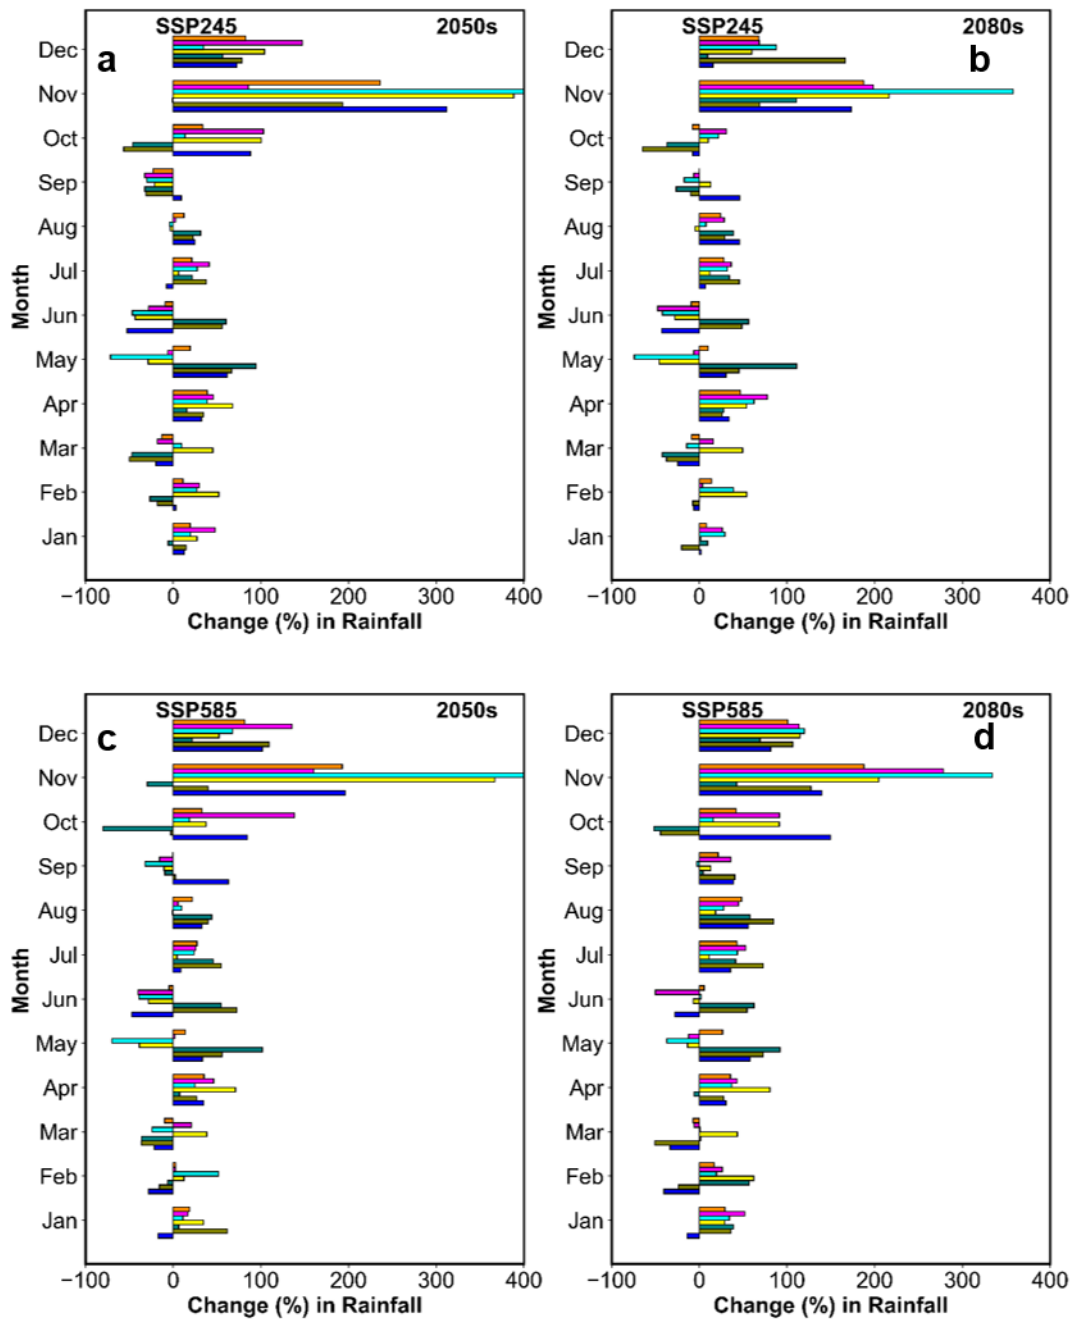 SSP245 2050s
a
Dec
Nov
Oct
Sep
Aug
Jul
Jun
May
Apr
Mar
Feb
Jan
Month
−100 0 100 200 300 400
Change (%) in Rainfall
SSP245 2080s
b
Dec
Nov
Oct
Sep
Aug
Jul
Jun
May
Apr
Mar
Feb
Jan
Month
−100 0 100 200 300 400
Change (%) in Rainfall
SSP585 2050s
c
Dec
Nov
Oct
Sep
Aug
Jul
Jun
May
Apr
Mar
Feb
Jan
Month
−100 0 100 200 300 400
Change (%) in Rainfall
SSP585 2080s
d
Dec
Nov
Oct
Sep
Aug
Jul
Jun
May
Apr
Mar
Feb
Jan
Month
−100 0 100 200 300 400
Change (%) in Rainfall